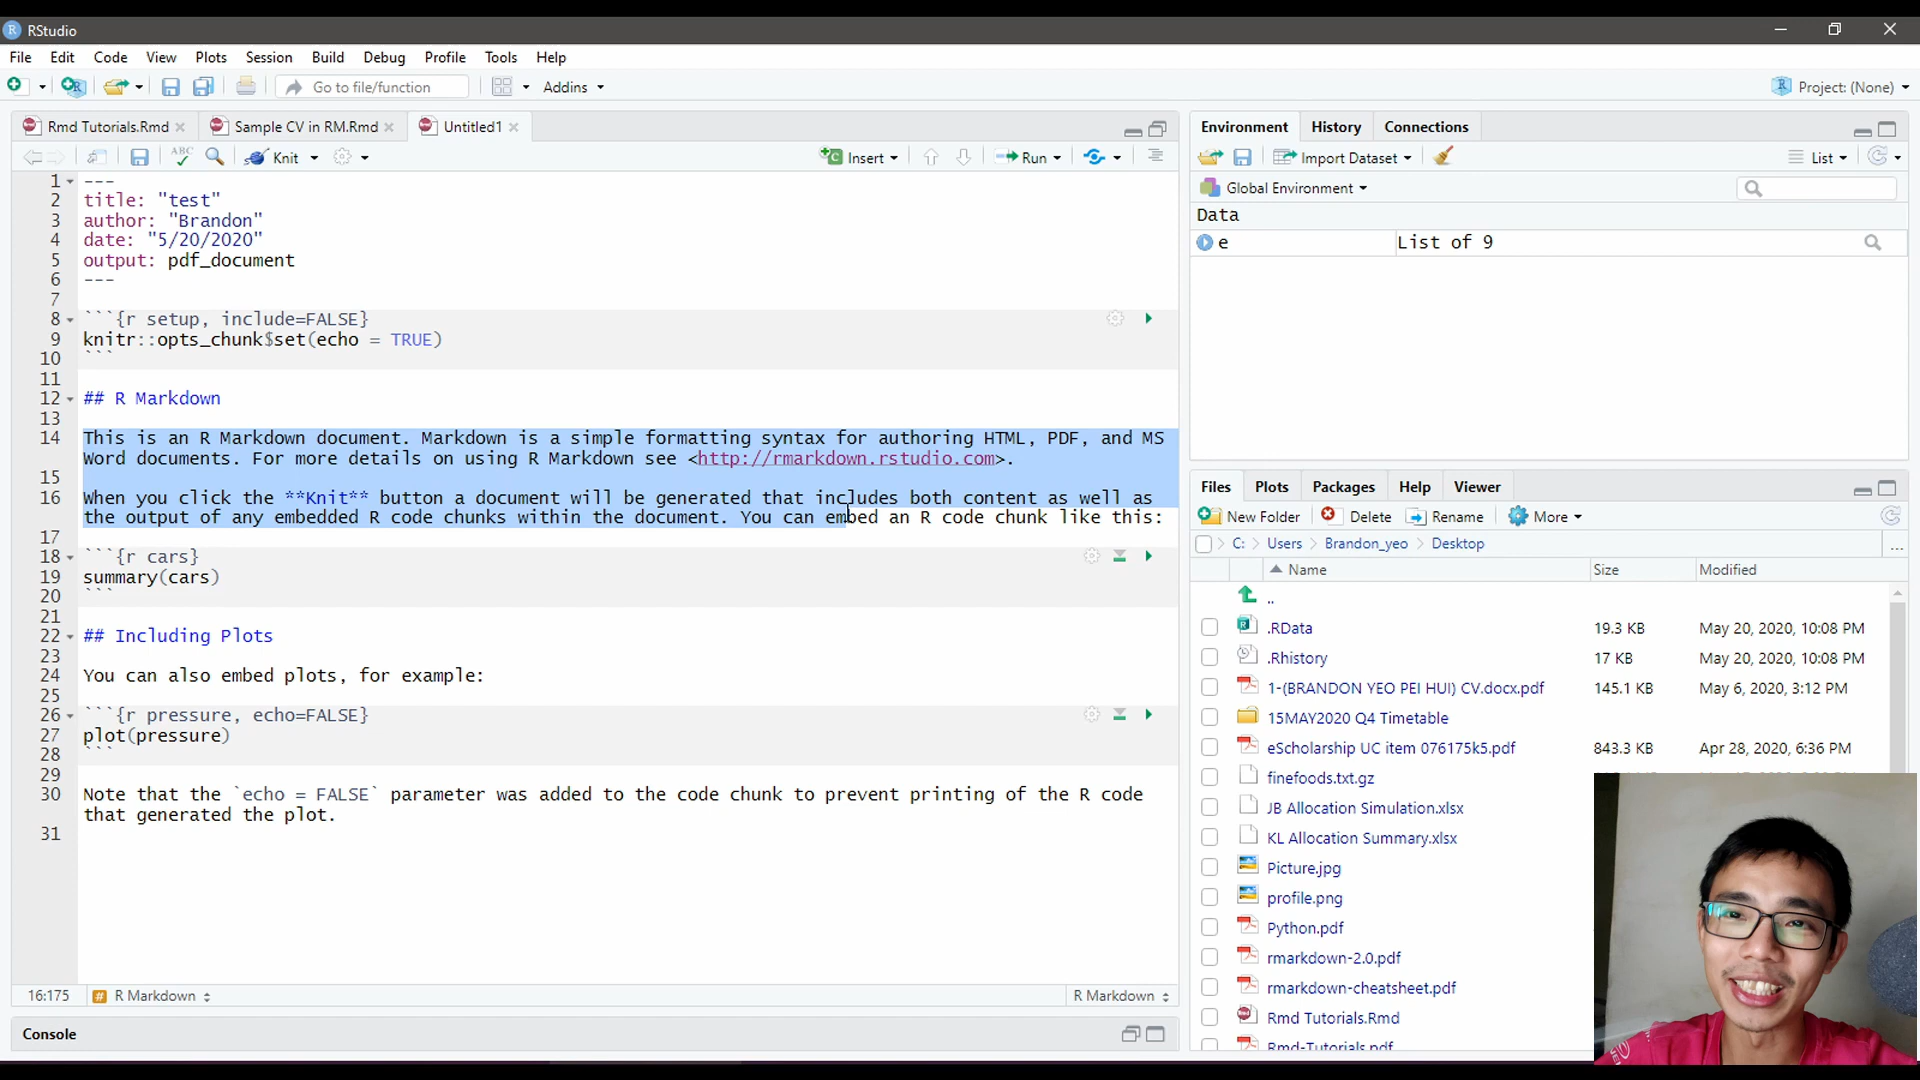 RStudio
File Edit Code View Plots Session Build Debug Profile Tools Help
Go to file/function Addins Project: (None)
Rmd Tutorials.Rmd Sample CV in RM.Rmd Untitled1
ABC Knit Insert Run
1 ---
2 title: "test"
3 author: "Brandon"
4 date: "5/20/2020"
5 output: pdf_document
6 ---
7
8 ```{r setup, include=FALSE}
9 knitr::opts_chunk$set(echo = TRUE)
10 ```
11
12 ## R Markdown
13
14 This is an R Markdown document. Markdown is a simple formatting syntax for authoring HTML, PDF, and MS
Word documents. For more details on using R Markdown see <http://rmarkdown.rstudio.com>.
15
16 When you click the **Knit** button a document will be generated that includes both content as well as
the output of any embedded R code chunks within the document. You can embed an R code chunk like this:
17
18 ```{r cars}
19 summary(cars)
20 ```
21
22 ## Including Plots
23
24 You can also embed plots, for example:
25
26 ```{r pressure, echo=FALSE}
27 plot(pressure)
28 ```
29
30 Note that the `echo = FALSE` parameter was added to the code chunk to prevent printing of the R code
that generated the plot.
31
16:175 R Markdown R Markdown
Console
Environment History Connections
Import Dataset List
Global Environment
Data
e List of 9
Files Plots Packages Help Viewer
New Folder Delete Rename More
C: Users Brandon_yeo Desktop ...
Name Size Modified
..
.RData 19.3 KB May 20, 2020, 10:08 PM
.Rhistory 17 KB May 20, 2020, 10:08 PM
1-(BRANDON YEO PEI HUI) CV.docx.pdf 145.1 KB May 6, 2020, 3:12 PM
15MAY2020 Q4 Timetable
eScholarship UC item 076175k5.pdf 843.3 KB Apr 28, 2020, 6:36 PM
finefoods.txt.gz
JB Allocation Simulation.xlsx
KL Allocation Summary.xlsx
Picture.jpg
profile.png
Python.pdf
rmarkdown-2.0.pdf
rmarkdown-cheatsheet.pdf
Rmd Tutorials.Rmd
Rmd-Tutorials.pdf